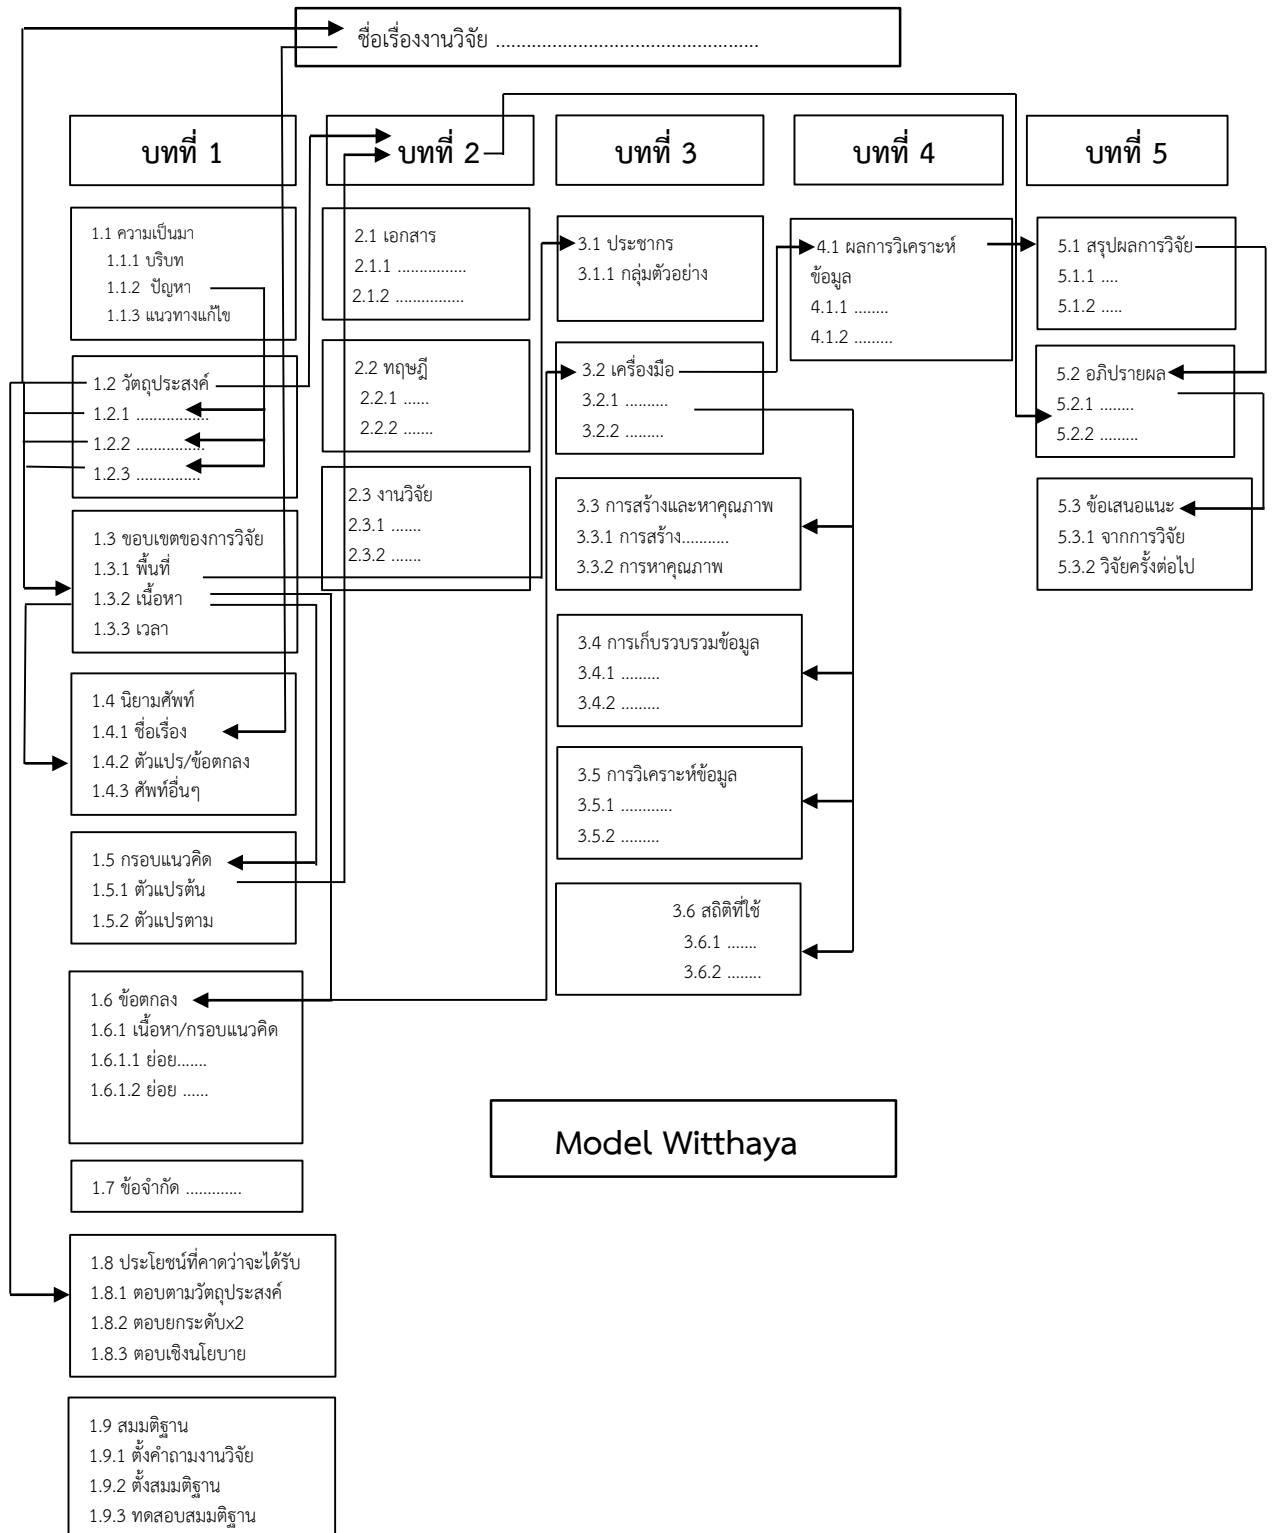 ชื่อเรื่องงานวิจัย ...................................................
บทที่ 1
บทที่ 2
บทที่ 3
บทที่ 4
บทที่ 5
1.1 ความเป็นมา
1.1.1 บริบท
1.1.2 ปัญหา
1.1.3 แนวทางแก้ไข
1.2 วัตถุประสงค์
1.2.1 .................
1.2.2 ................
1.2.3 ...............
1.3 ขอบเขตของการวิจัย
1.3.1 พื้นที่
1.3.2 เนื้อหา
1.3.3 เวลา
1.4 นิยามศัพท์
1.4.1 ชื่อเรื่อง
1.4.2 ตัวแปร/ข้อตกลง
1.4.3 ศัพท์อื่นๆ
1.5 กรอบแนวคิด
1.5.1 ตัวแปรต้น
1.5.2 ตัวแปรตาม
1.6 ข้อตกลง
1.6.1 เนื้อหา/กรอบแนวคิด
1.6.1.1 ย่อย.......
1.6.1.2 ย่อย ......
1.7 ข้อจำกัด .............
1.8 ประโยชน์ที่คาดว่าจะได้รับ
1.8.1 ตอบตามวัตถุประสงค์
1.8.2 ตอบยกระดับx2
1.8.3 ตอบเชิงนโยบาย
1.9 สมมติฐาน
1.9.1 ตั้งคำถามงานวิจัย
1.9.2 ตั้งสมมติฐาน
1.9.3 ทดสอบสมมติฐาน
2.1 เอกสาร
2.1.1 ................
2.1.2 ................
2.2 ทฤษฎี
2.2.1 ......
2.2.2 .......
2.3 งานวิจัย
2.3.1 .......
2.3.2 .......
3.1 ประชากร
3.1.1 กลุ่มตัวอย่าง
3.2 เครื่องมือ
3.2.1 ..........
3.2.2 .........
3.3 การสร้างและหาคุณภาพ
3.3.1 การสร้าง...........
3.3.2 การหาคุณภาพ
3.4 การเก็บรวบรวมข้อมูล
3.4.1 .........
3.4.2 .........
3.5 การวิเคราะห์ข้อมูล
3.5.1 ............
3.5.2 .........
3.6 สถิติที่ใช้
3.6.1 .......
3.6.2 ........
4.1 ผลการวิเคราะห์
ข้อมูล
4.1.1 ........
4.1.2 .........
5.1 สรุปผลการวิจัย
5.1.1 ....
5.1.2 .....
5.2 อภิปรายผล
5.2.1 ........
5.2.2 .........
5.3 ข้อเสนอแนะ
5.3.1 จากการวิจัย
5.3.2 วิจัยครั้งต่อไป
Model Witthaya